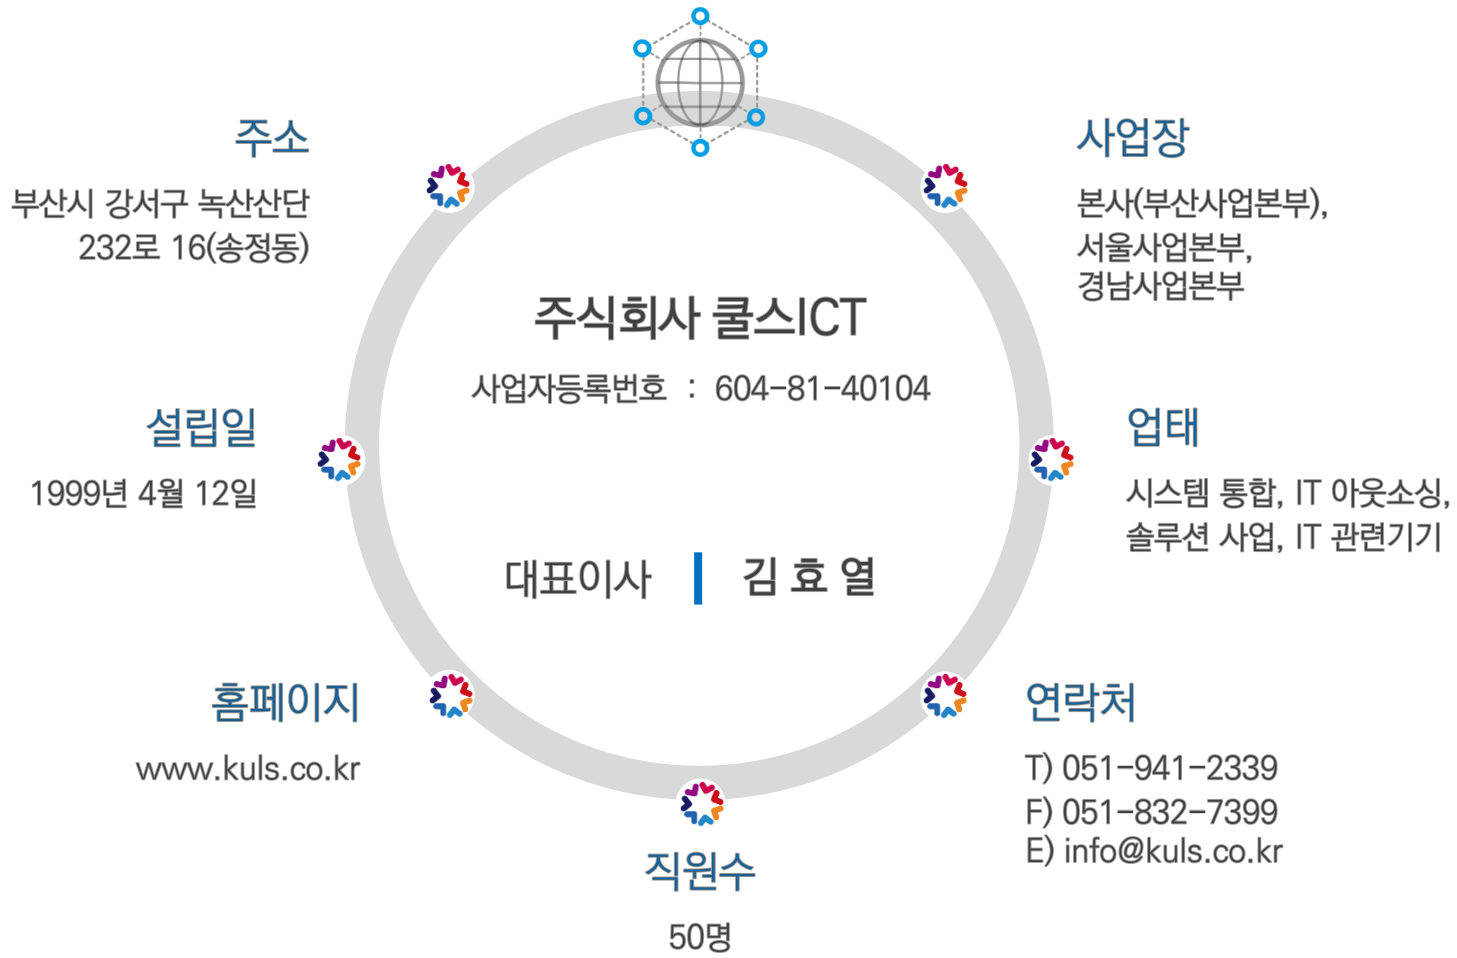 주소
부산시 강서구 녹산산단
232로 16(송정동)
사업장
본사(부산사업본부),
서울사업본부,
경남사업본부
주식회사 쿨스ICT
사업자등록번호 : 604-81-40104
설립일
1999년 4월 12일
업태
시스템 통합, IT 아웃소싱,
솔루션 사업, IT 관련기기
대표이사 김 효 열
홈페이지
www.kuls.co.kr
연락처
T) 051-941-2339
F) 051-832-7399
E) info@kuls.co.kr
직원수
50명